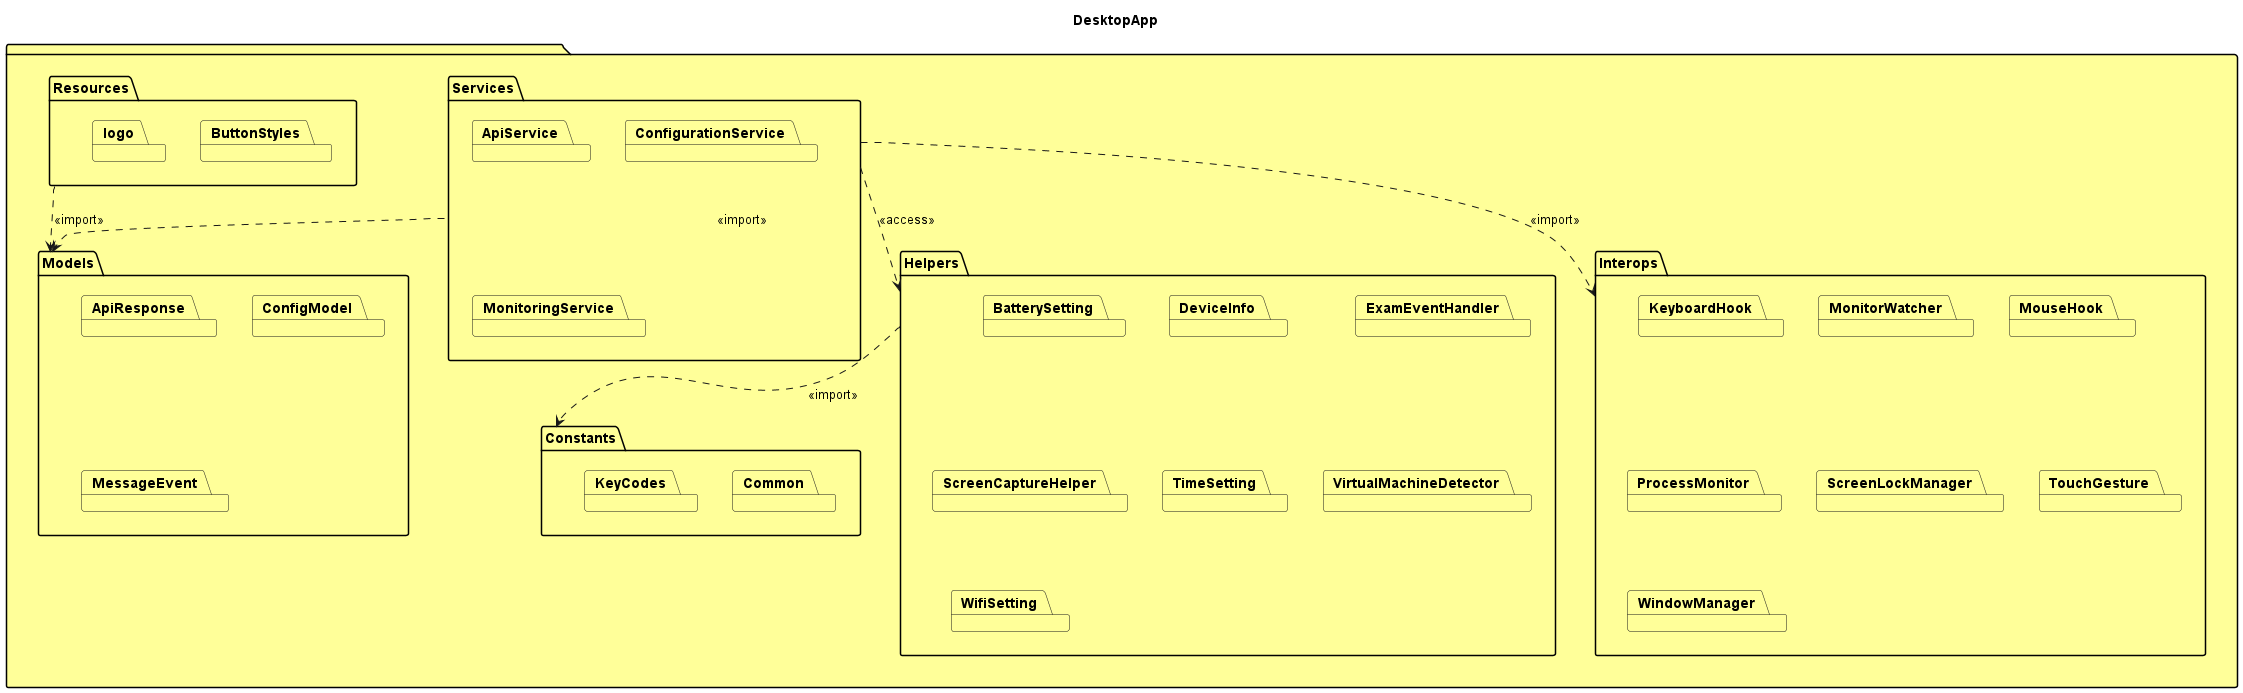 DesktopApp
Resources
logo
ButtonStyles
Services
ApiService
ConfigurationService
MonitoringService
«import»
«import»
«access»
«import»
Models
ApiResponse
ConfigModel
MessageEvent
«import»
Constants
KeyCodes
Common
Helpers
BatterySetting
DeviceInfo
ExamEventHandler
ScreenCaptureHelper
TimeSetting
VirtualMachineDetector
WifiSetting
Interops
KeyboardHook
MonitorWatcher
MouseHook
ProcessMonitor
ScreenLockManager
TouchGesture
WindowManager